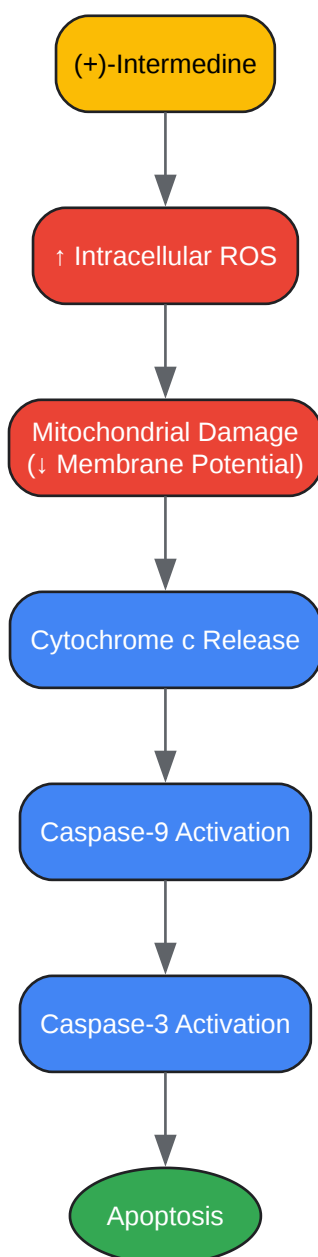 (+)-Intermedine
↑ Intracellular ROS
Mitochondrial Damage
(↓ Membrane Potential)
Cytochrome c Release
Caspase-9 Activation
Caspase-3 Activation
Apoptosis